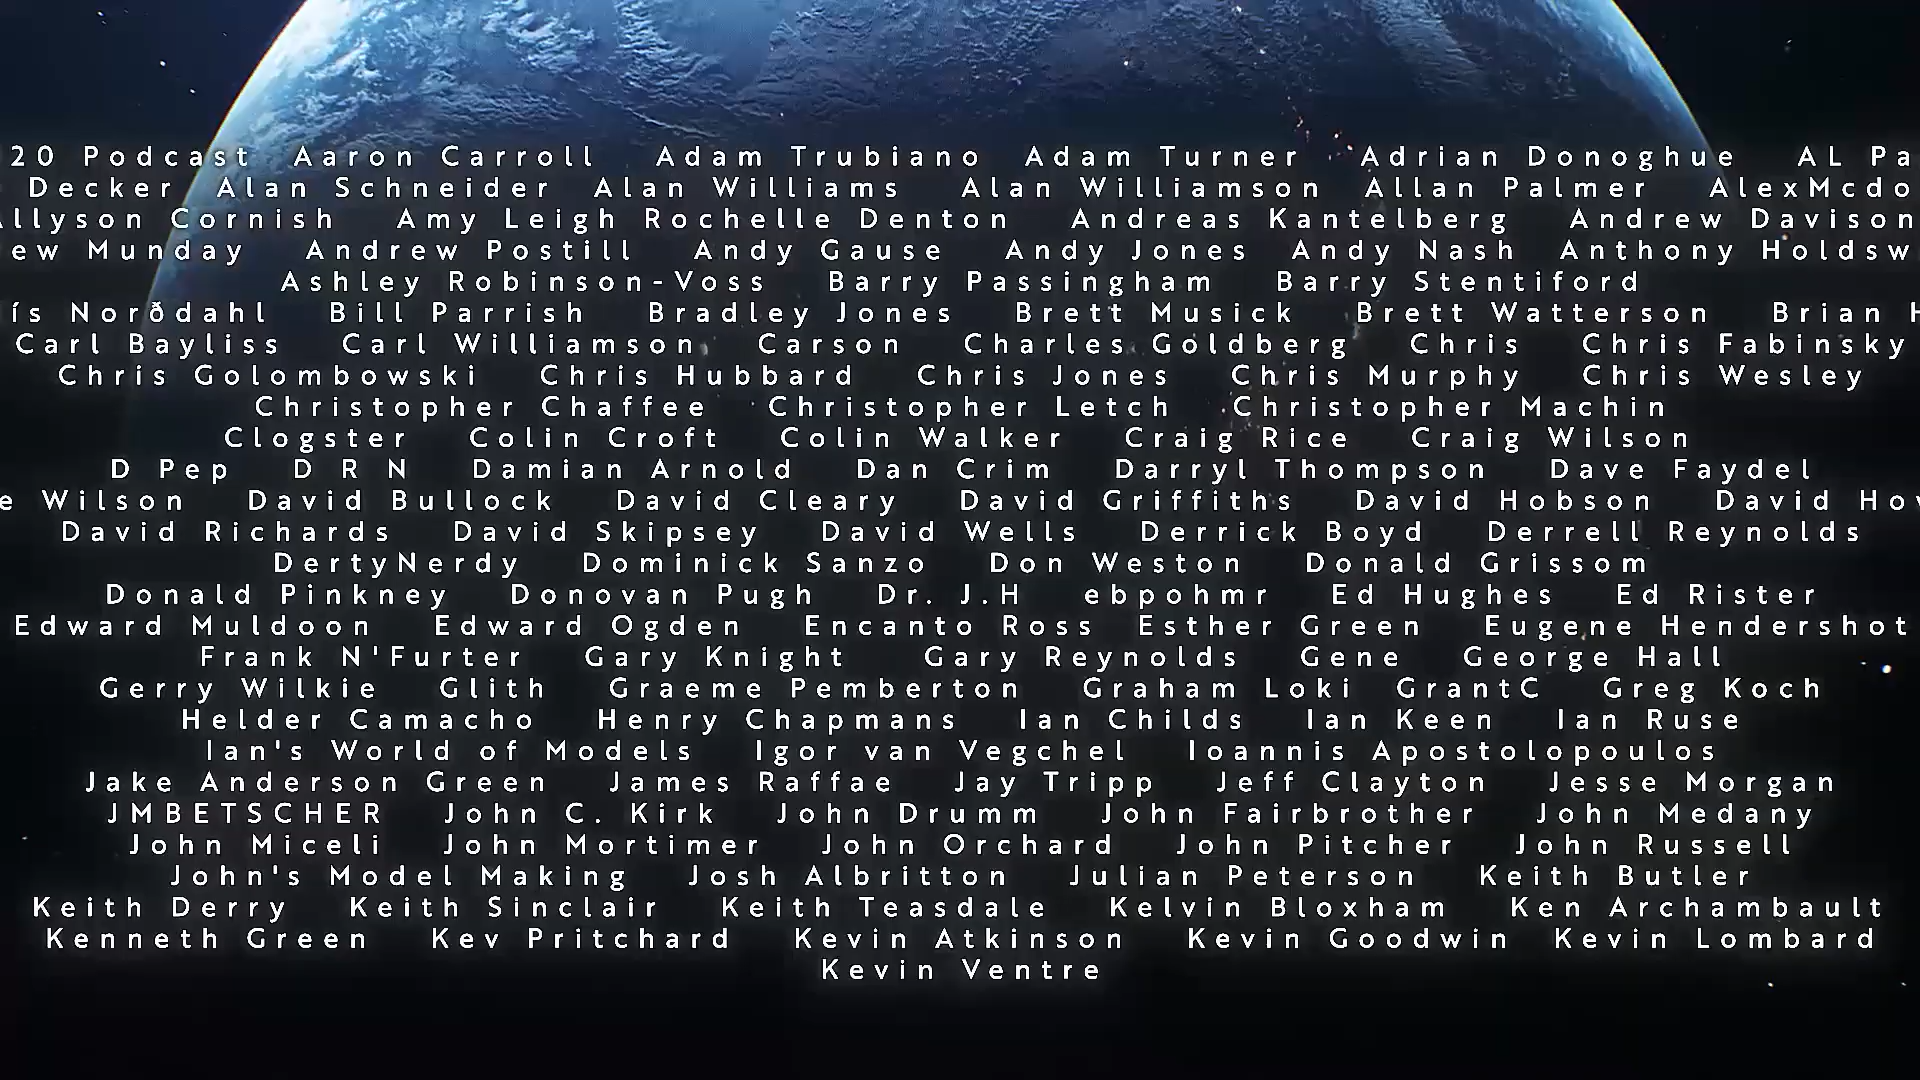 20 Podcast Aaron Carroll Adam Trubiano Adam Turner Adrian Donoghue AL Pa
Decker Alan Schneider Alan Williams Alan Williamson Allan Palmer AlexMcdo
llyson Cornish Amy Leigh Rochelle Denton Andreas Kantelberg Andrew Davison
ew Munday Andrew Postill Andy Gause Andy Jones Andy Nash Anthony Holdsw
Ashley Robinson-Voss Barry Passingham Barry Stentiford
ís Norðdahl Bill Parrish Bradley Jones Brett Musick Brett Watterson Brian
Carl Bayliss Carl Williamson Carson Charles Goldberg Chris Chris Fabinsky
Chris Golombowski Chris Hubbard Chris Jones Chris Murphy Chris Wesley
Christopher Chaffee Christopher Letch Christopher Machin
Clogster Colin Croft Colin Walker Craig Rice Craig Wilson
D Pep D R N Damian Arnold Dan Crim Darryl Thompson Dave Faydel
e Wilson David Bullock David Cleary David Griffiths David Hobson David Ho
David Richards David Skipsey David Wells Derrick Boyd Derrell Reynolds
DertyNerdy Dominick Sanzo Don Weston Donald Grissom
Donald Pinkney Donovan Pugh Dr. J.H ebpohmr Ed Hughes Ed Rister
Edward Muldoon Edward Ogden Encanto Ross Esther Green Eugene Hendershot
Frank N'Furter Gary Knight Gary Reynolds Gene George Hall
Gerry Wilkie Glith Graeme Pemberton Graham Loki GrantC Greg Koch
Helder Camacho Henry Chapmans Ian Childs Ian Keen Ian Ruse
Ian's World of Models Igor van Vegchel Ioannis Apostolopoulos
Jake Anderson Green James Raffae Jay Tripp Jeff Clayton Jesse Morgan
JMBETSCHER John C. Kirk John Drumm John Fairbrother John Medany
John Miceli John Mortimer John Orchard John Pitcher John Russell
John's Model Making Josh Albritton Julian Peterson Keith Butler
Keith Derry Keith Sinclair Keith Teasdale Kelvin Bloxham Ken Archambault
Kenneth Green Kev Pritchard Kevin Atkinson Kevin Goodwin Kevin Lombard
Kevin Ventre